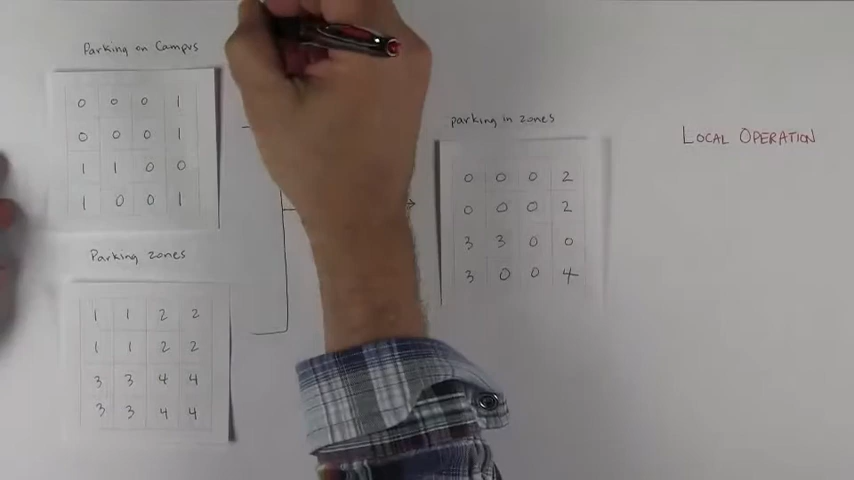 Parking on Campus
0 0 0 1
0 0 0 1
1 1 0 0
1 0 0 1
Parking zones
1 1 2 2
1 1 2 2
3 3 4 4
3 3 4 4
parking in zones
0 0 0 2
0 0 0 2
3 3 0 0
3 0 0 4
LOCAL OPERATION